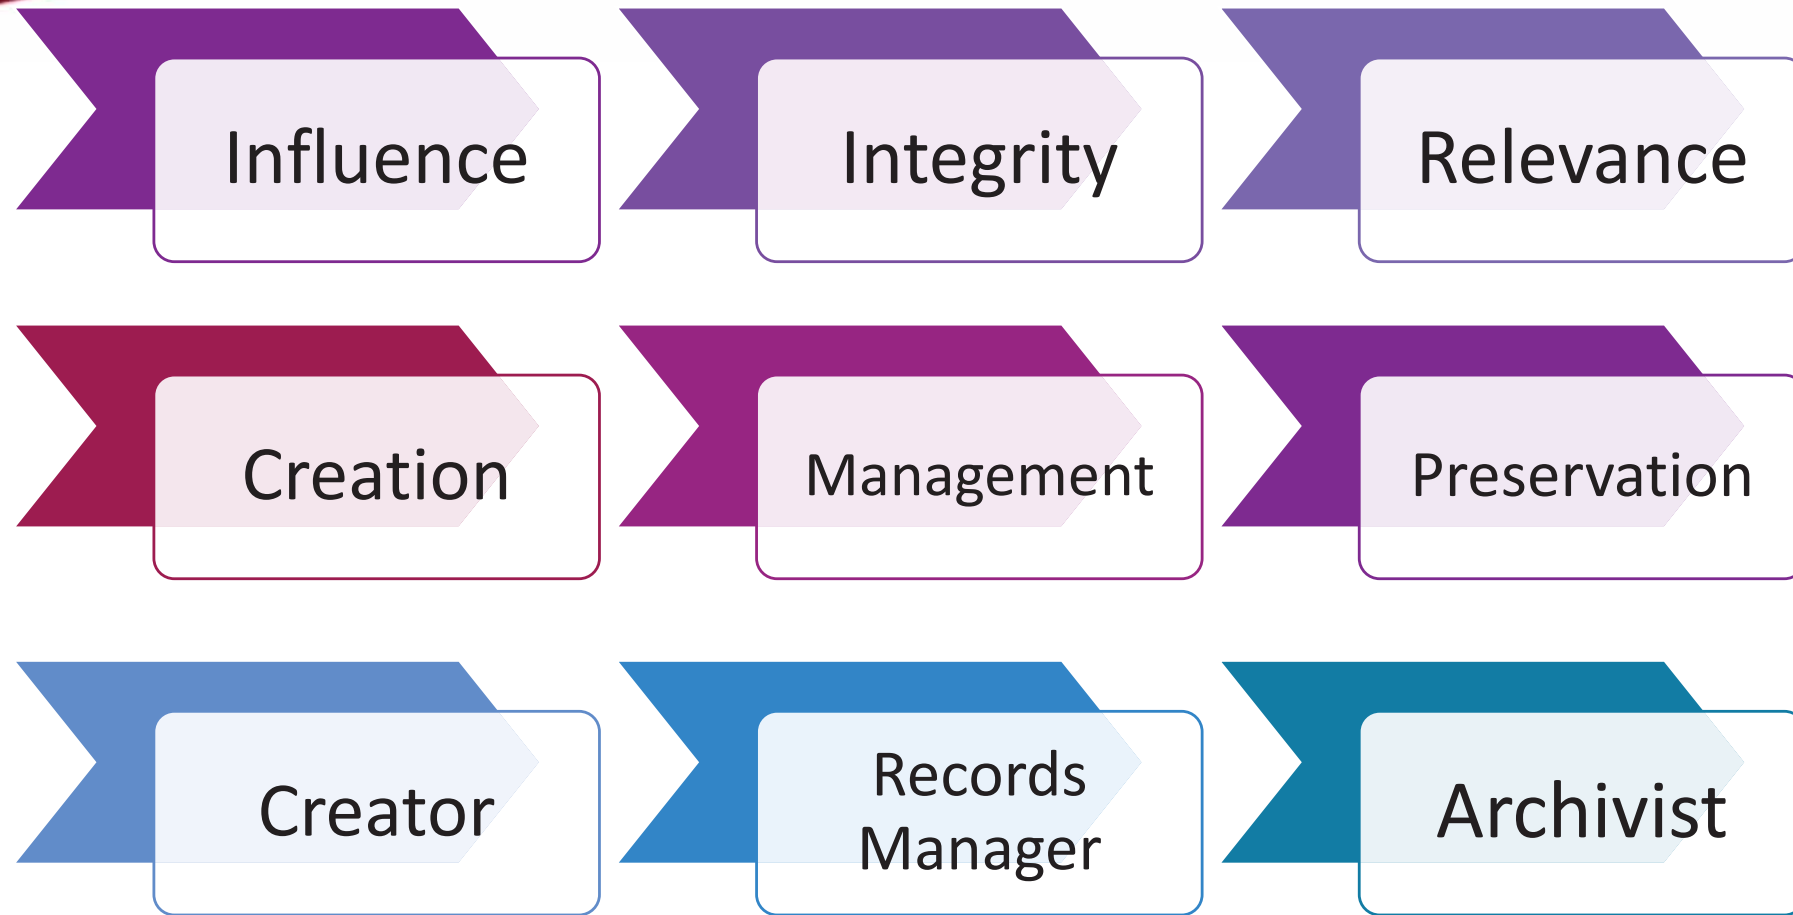 Influence
Integrity
Relevance
Creation
Management
Preservation
Creator
Records
Manager
Archivist